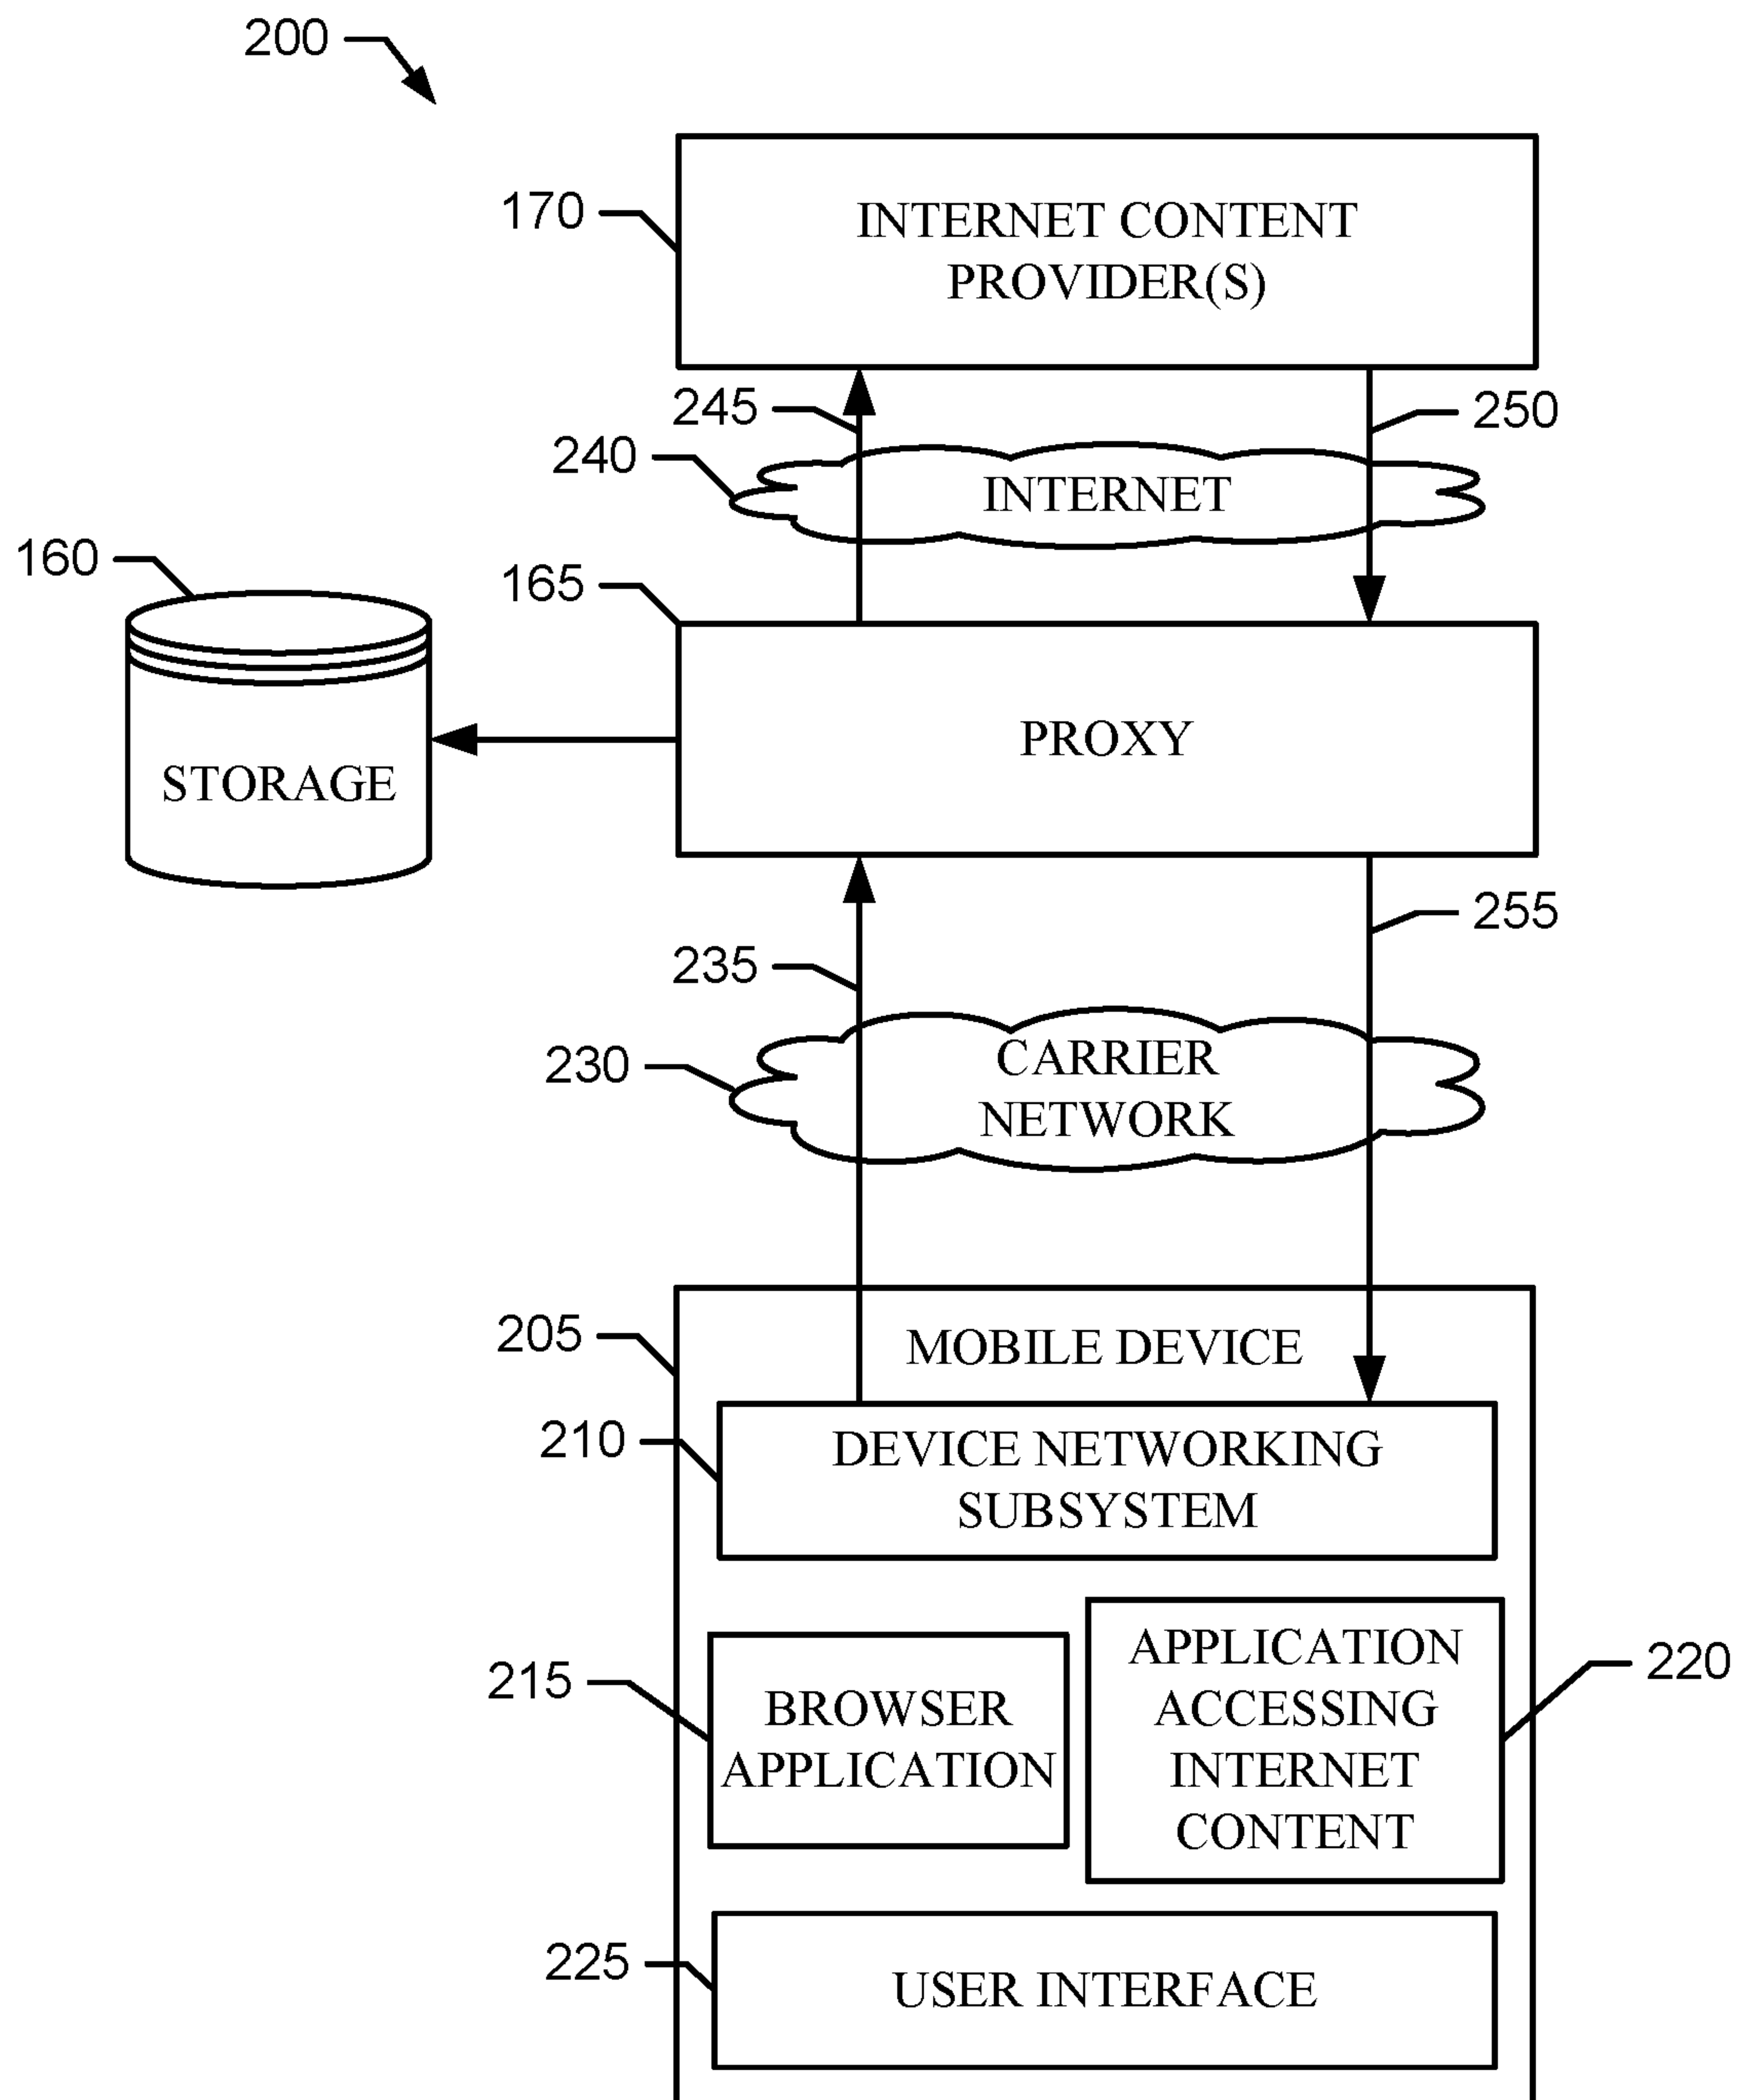 200
170
INTERNET CONTENT
PROVIDER(S)
245
250
240
INTERNET
160
165
STORAGE
PROXY
255
235
230
CARRIER
NETWORK
205
MOBILE DEVICE
210
DEVICE NETWORKING
SUBSYSTEM
215
BROWSER
APPLICATION
APPLICATION
ACCESSING
INTERNET
CONTENT
220
225
USER INTERFACE